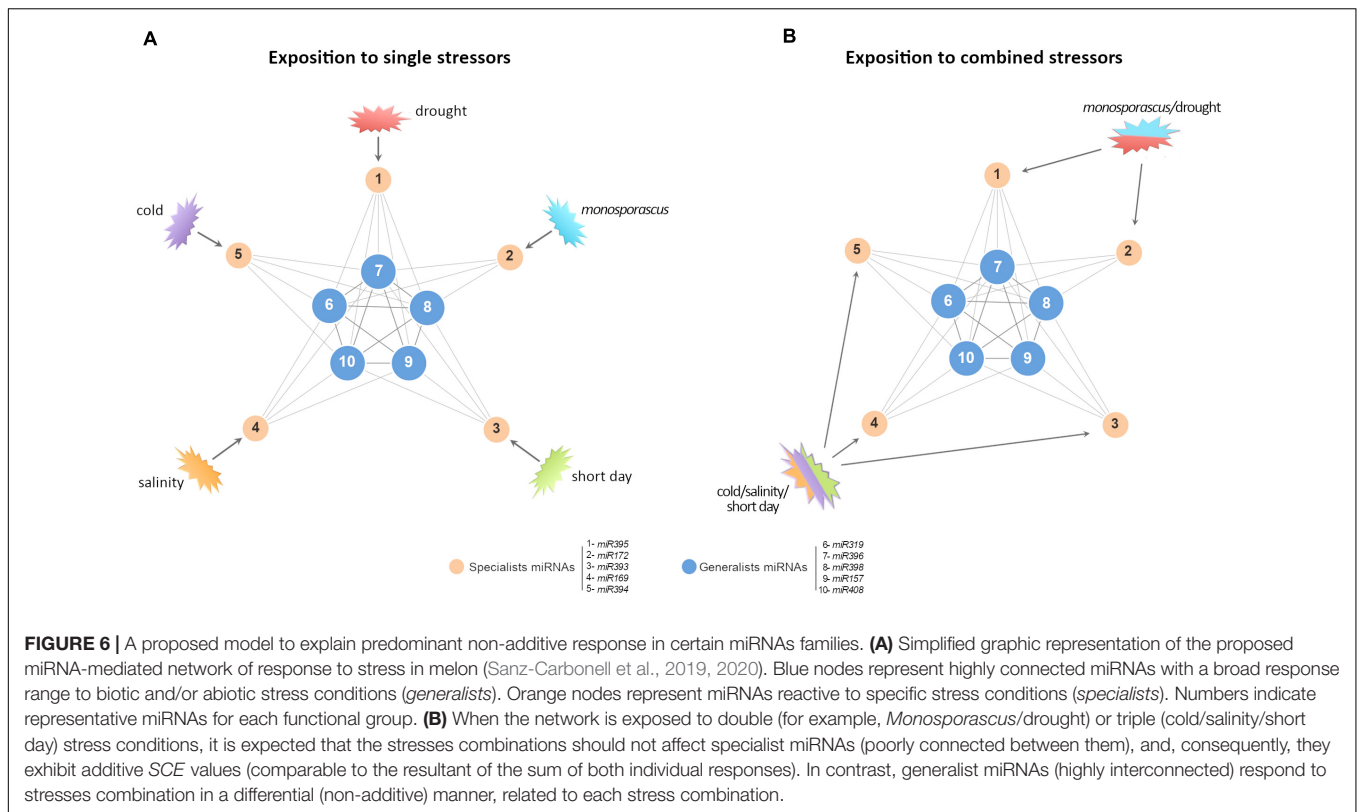 A
Exposition to single stressors
drought
1
cold
monosporascus
5
2
7
6
8
10
9
4
3
salinity
short day
B
Exposition to combined stressors
monosporascus/drought
1
5
2
7
6
8
10
9
4
3
cold/salinity/
short day
Specialists miRNAs
1- miR395
2- miR172
3- miR393
4- miR169
5- miR394
Generalists miRNAs
6- miR319
7- miR396
8- miR398
9- miR157
10- miR408
FIGURE 6 | A proposed model to explain predominant non-additive response in certain miRNAs families. (A) Simplified graphic representation of the proposed
miRNA-mediated network of response to stress in melon (Sanz-Carbonell et al., 2019, 2020). Blue nodes represent highly connected miRNAs with a broad response
range to biotic and/or abiotic stress conditions (generalists). Orange nodes represent miRNAs reactive to specific stress conditions (specialists). Numbers indicate
representative miRNAs for each functional group. (B) When the network is exposed to double (for example, Monosporascus/drought) or triple (cold/salinity/short
day) stress conditions, it is expected that the stresses combinations should not affect specialist miRNAs (poorly connected between them), and, consequently, they
exhibit additive SCE values (comparable to the resultant of the sum of both individual responses). In contrast, generalist miRNAs (highly interconnected) respond to
stresses combination in a differential (non-additive) manner, related to each stress combination.